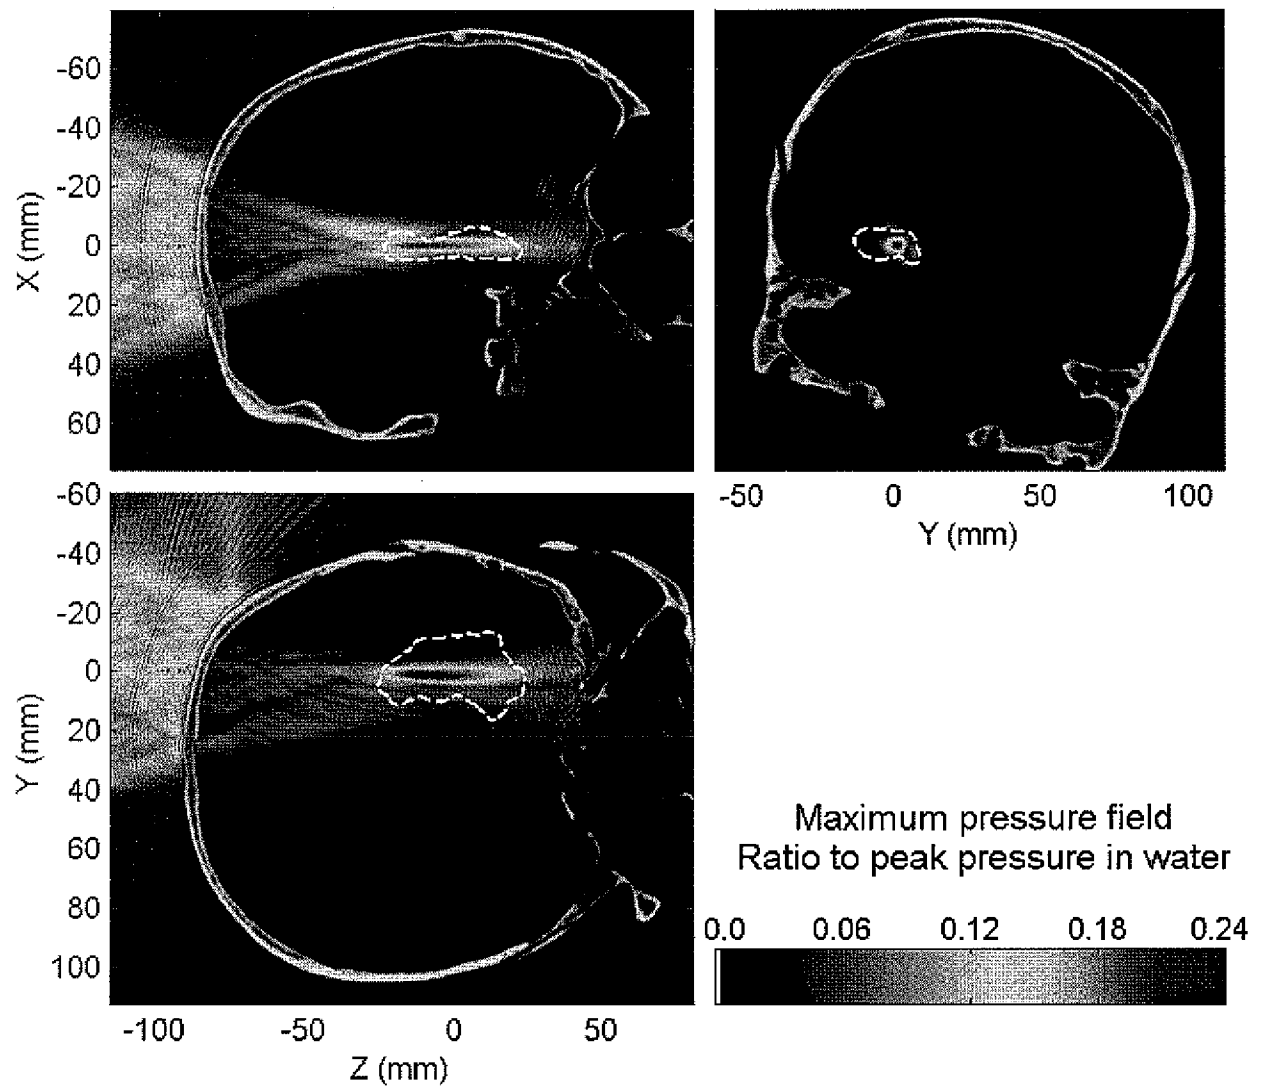 -60
-40
-20
0
20
40
60
X (mm)
-50 0 50 100
Y (mm)
-60
-40
-20
0
20
40
60
80
100
Y (mm)
-100 -50 0 50
Z (mm)
Maximum pressure field
Ratio to peak pressure in water
0.0 0.06 0.12 0.18 0.24